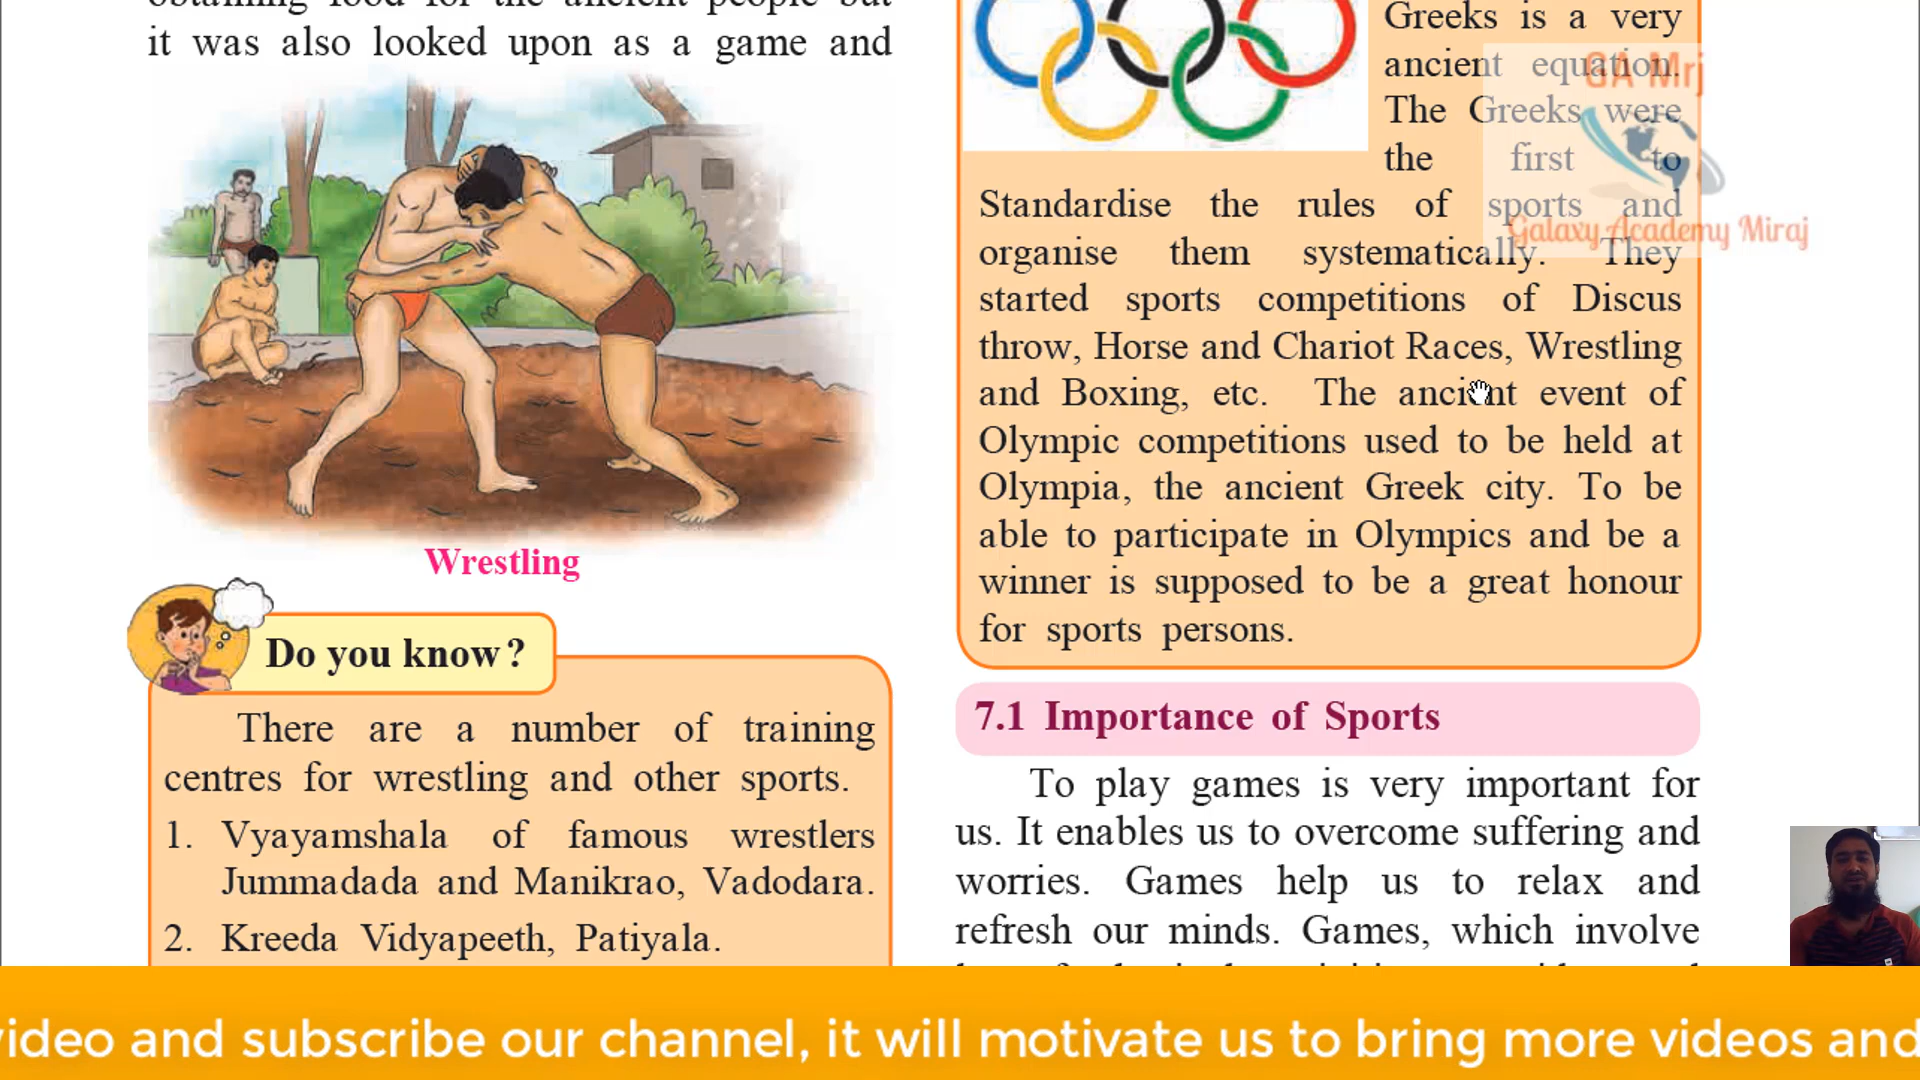 it was also looked upon as a game and
Wrestling
Do you know?
There are a number of training
centres for wrestling and other sports.
1. Vyayamshala of famous wrestlers
Jummadada and Manikrao, Vadodara.
2. Kreeda Vidyapeeth, Patiyala.
Greeks is a very
ancient equation.
The Greeks were
the first to
Standardise the rules of sports and
organise them systematically. They
started sports competitions of Discus
throw, Horse and Chariot Races, Wrestling
and Boxing, etc. The ancient event of
Olympic competitions used to be held at
Olympia, the ancient Greek city. To be
able to participate in Olympics and be a
winner is supposed to be a great honour
for sports persons.
7.1 Importance of Sports
To play games is very important for
us. It enables us to overcome suffering and
worries. Games help us to relax and
refresh our minds. Games, which involve
GA Mrj
Galaxy Academy Miraj
video and subscribe our channel, it will motivate us to bring more videos and